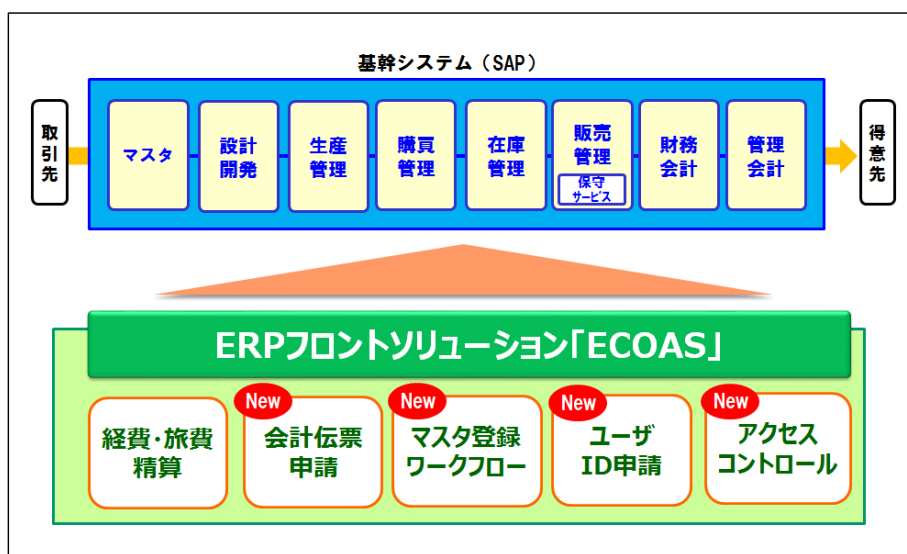 基幹システム（SAP）
取引先
マスタ
設計
開発
生産
管理
購買
管理
在庫
管理
販売
管理
保守
サービス
財務
会計
管理
会計
得意先
ERPフロントソリューション「ECOAS」
経費・旅費
精算
New
会計伝票
申請
New
マスタ登録
ワークフロー
New
ユーザ
ID申請
New
アクセス
コントロール